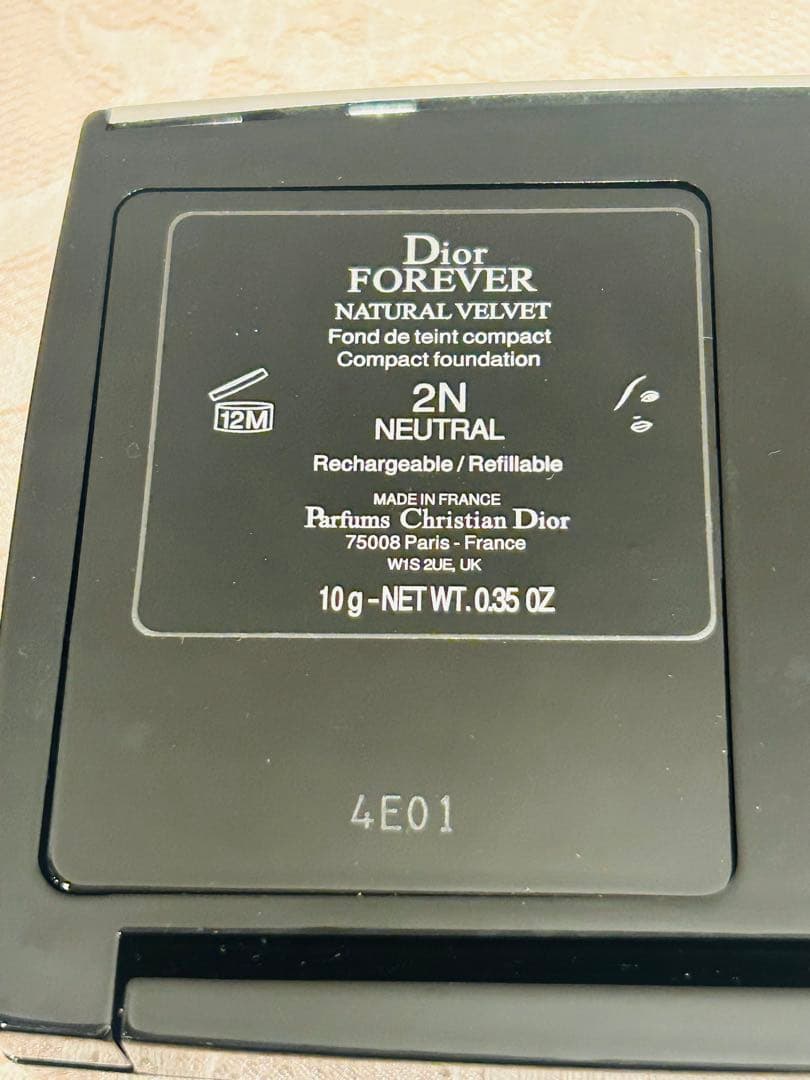 Dior
FOREVER
NATURAL VELVET
Fond de teint compact
Compact foundation
12M
2N
NEUTRAL
Rechargeable / Refillable
MADE IN FRANCE
Parfums Christian Dior
75008 Paris - France
W1S 2UE, UK
10 g - NET WT. 0.35 OZ
4E01